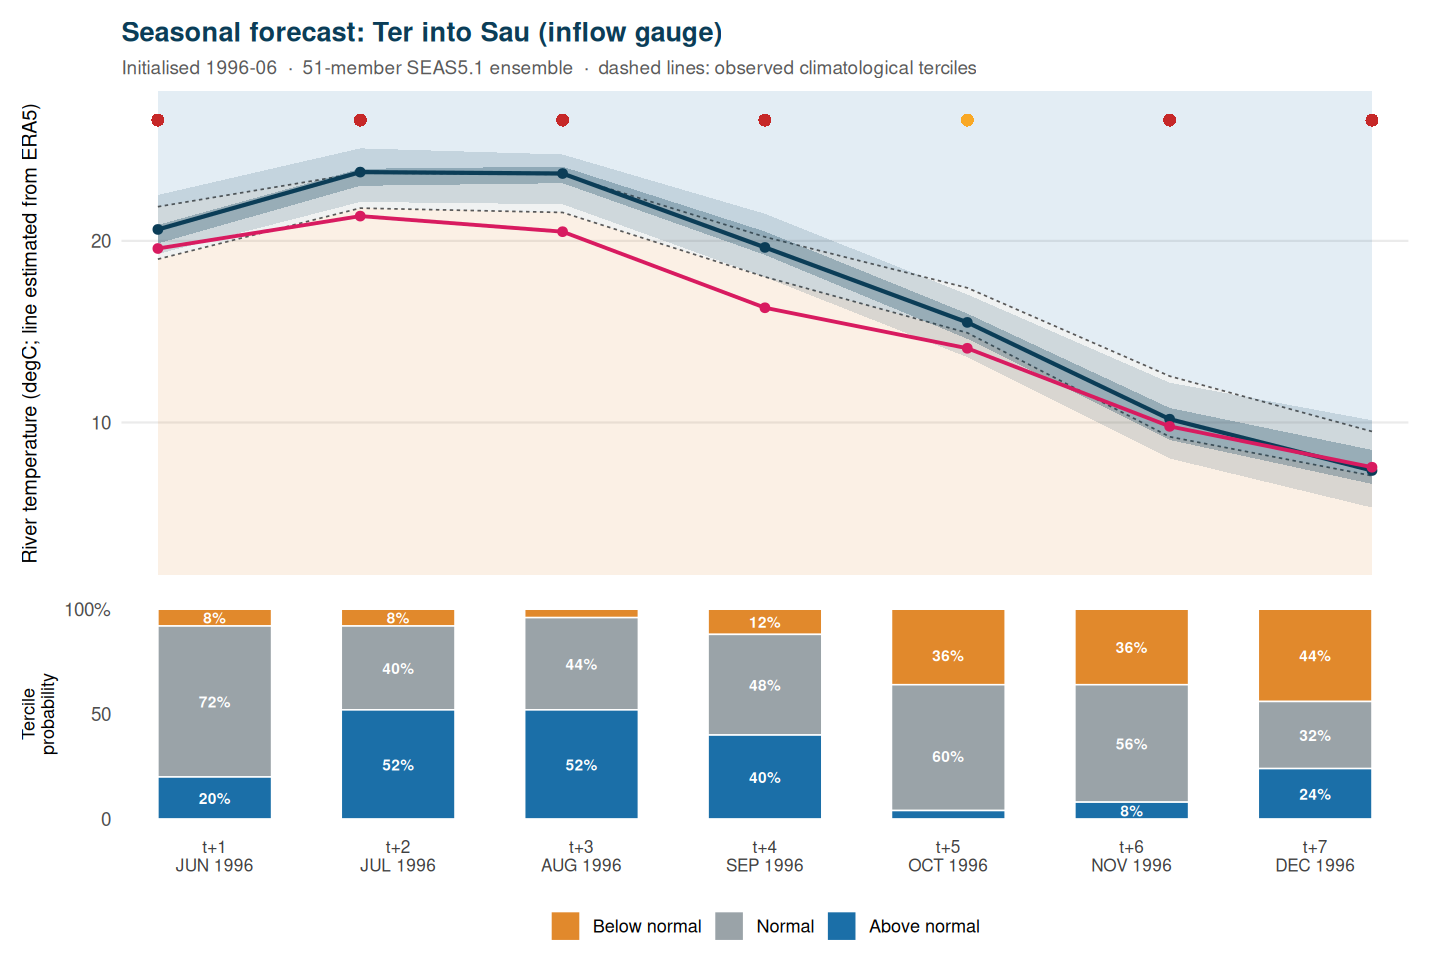 Seasonal forecast: Ter into Sau (inflow gauge)
Initialised 1996-06 · 51-member SEAS5.1 ensemble · dashed lines: observed climatological terciles
River temperature (degC; line estimated from ERA5)
20
10
Tercile
probability
100%
50
0
8%
72%
20%
8%
40%
52%
44%
52%
12%
48%
40%
36%
60%
36%
56%
8%
44%
32%
24%
t+1
JUN 1996
t+2
JUL 1996
t+3
AUG 1996
t+4
SEP 1996
t+5
OCT 1996
t+6
NOV 1996
t+7
DEC 1996
Below normal
Normal
Above normal